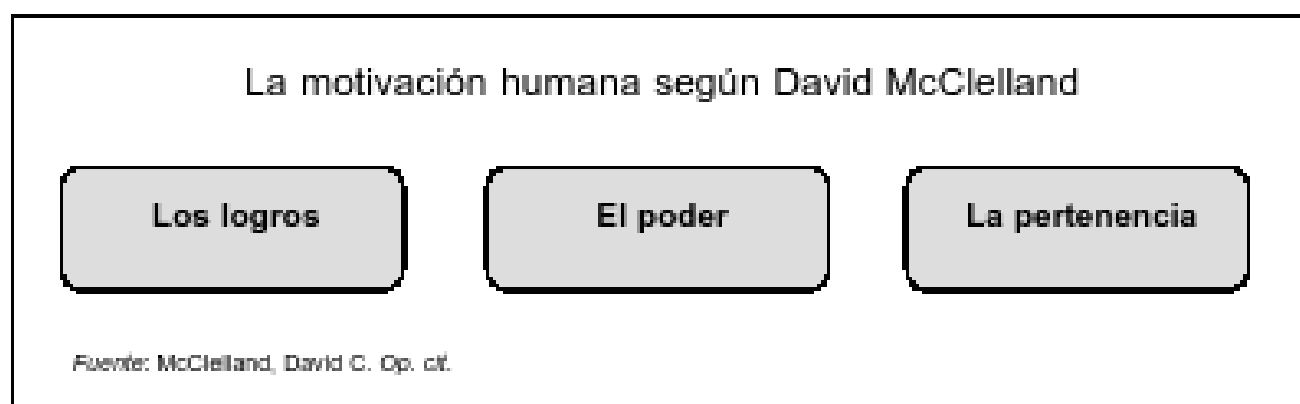 La motivación humana según David McClelland
Los logros
El poder
La pertenencia
Fuente: McClelland, David C. Op. cit.